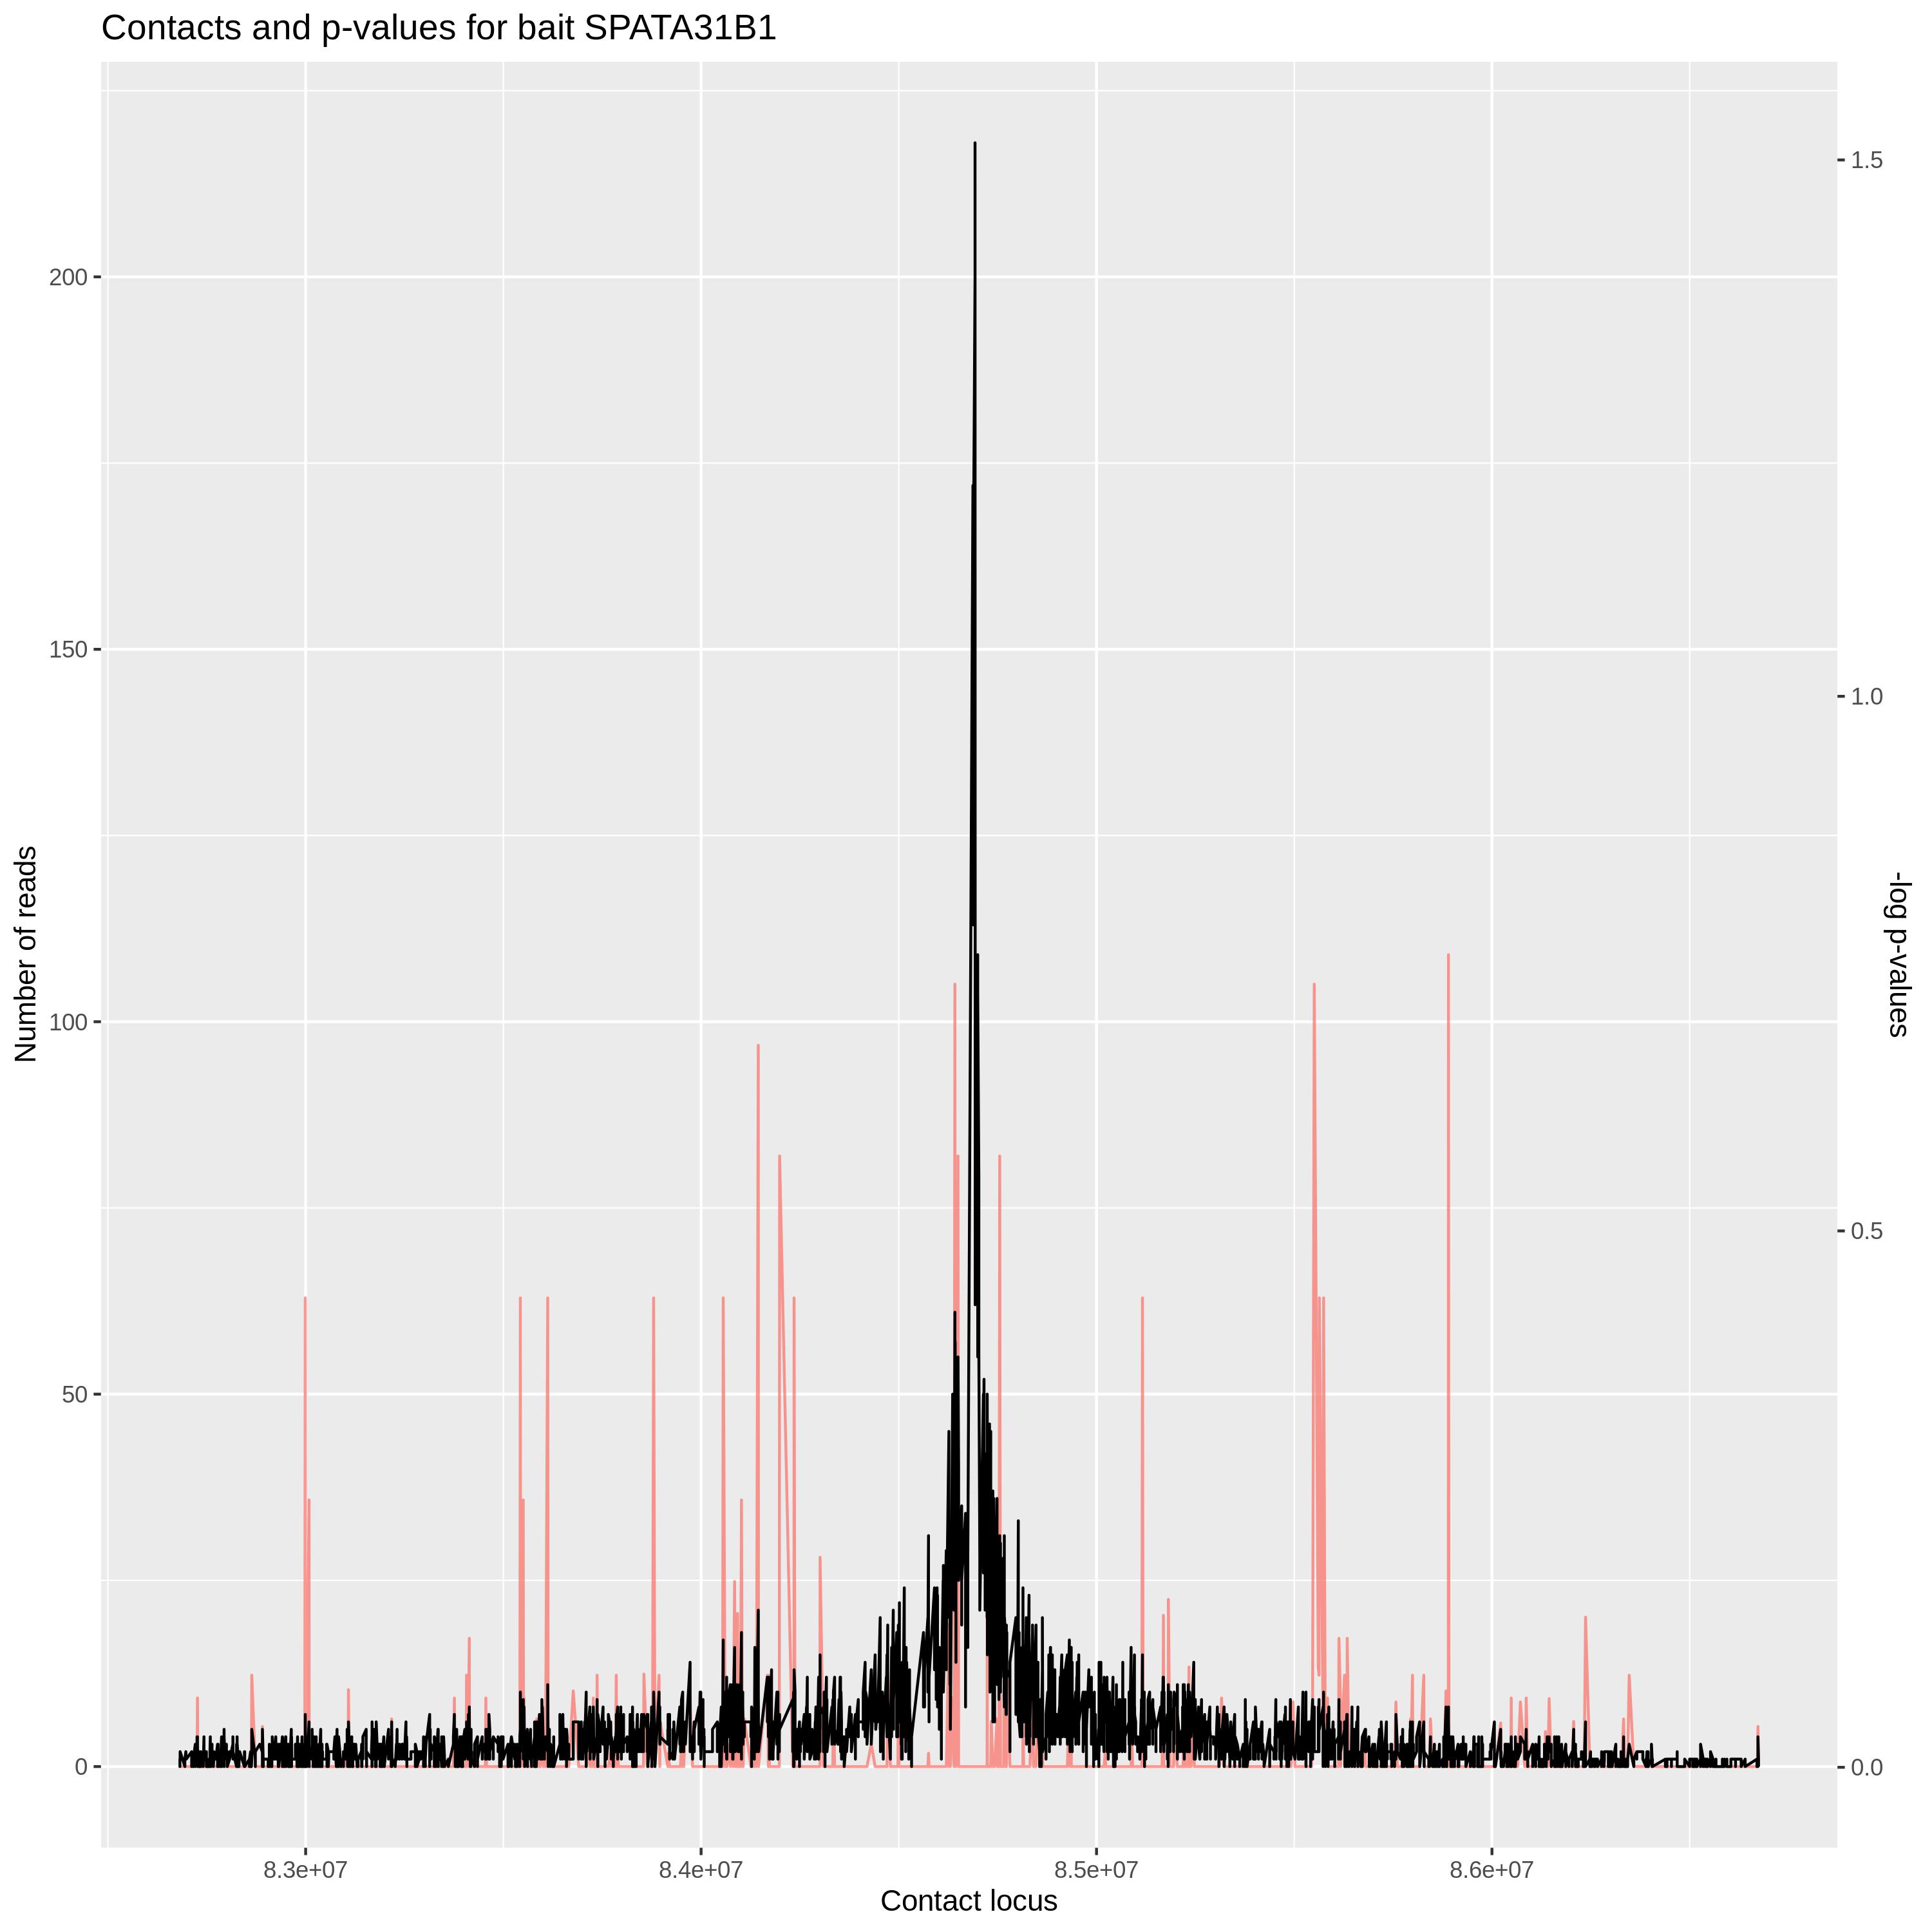 Contacts and p-values for bait SPATA31B1
Number of reads
200
150
100
50
0
1.5
1.0
0.5
0.0
-log p-values
8.3e+07 8.4e+07 8.5e+07 8.6e+07
Contact locus